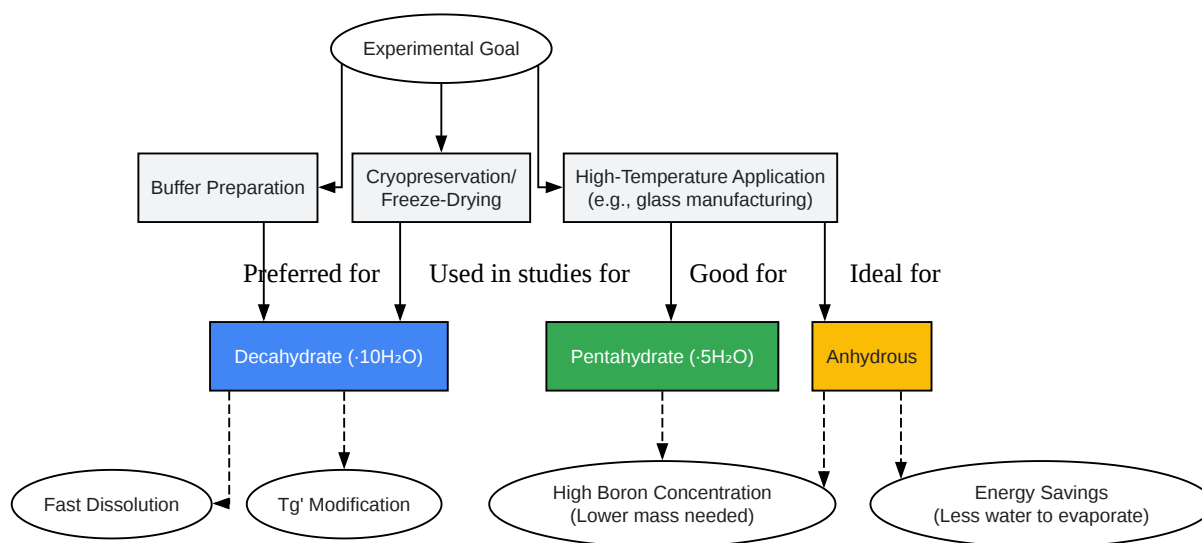 Experimental Goal
Buffer Preparation
Cryopreservation/
Freeze-Drying
High-Temperature Application
(e.g., glass manufacturing)
Preferred for
Used in studies for
Good for
Ideal for
Decahydrate (·10H₂O)
Pentahydrate (·5H₂O)
Anhydrous
Fast Dissolution
Tg' Modification
High Boron Concentration
(Lower mass needed)
Energy Savings
(Less water to evaporate)